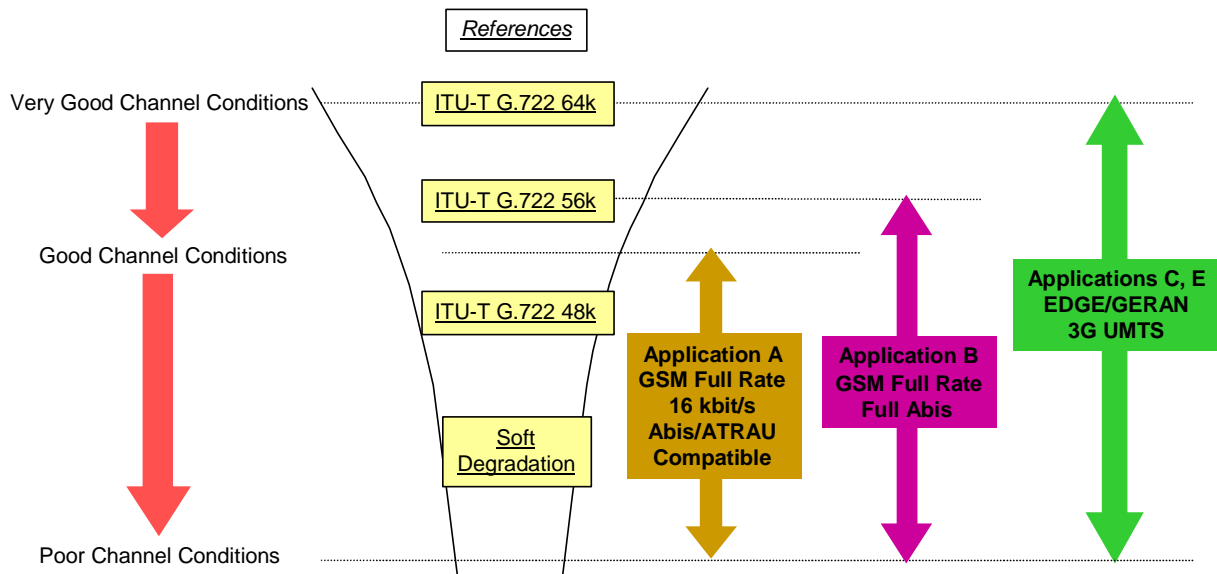 References
Very Good Channel Conditions
ITU-T G.722 64k
ITU-T G.722 56k
Good Channel Conditions
ITU-T G.722 48k
Soft
Degradation
Poor Channel Conditions
Application A
GSM Full Rate
16 kbit/s
Abis/ATRAU
Compatible
Application B
GSM Full Rate
Full Abis
Applications C, E
EDGE/GERAN
3G UMTS